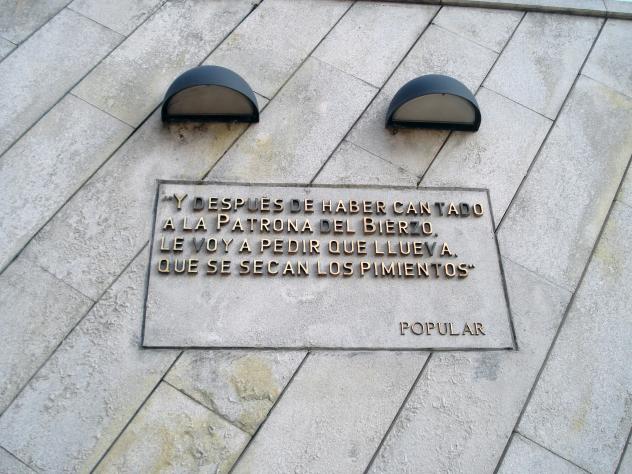 "Y DESPUÉS DE HABER CANTADO
A LA PATRONA DEL BIERZO,
LE VOY A PEDIR QUE LLUEVA,
QUE SE SECAN LOS PIMIENTOS"
POPULAR